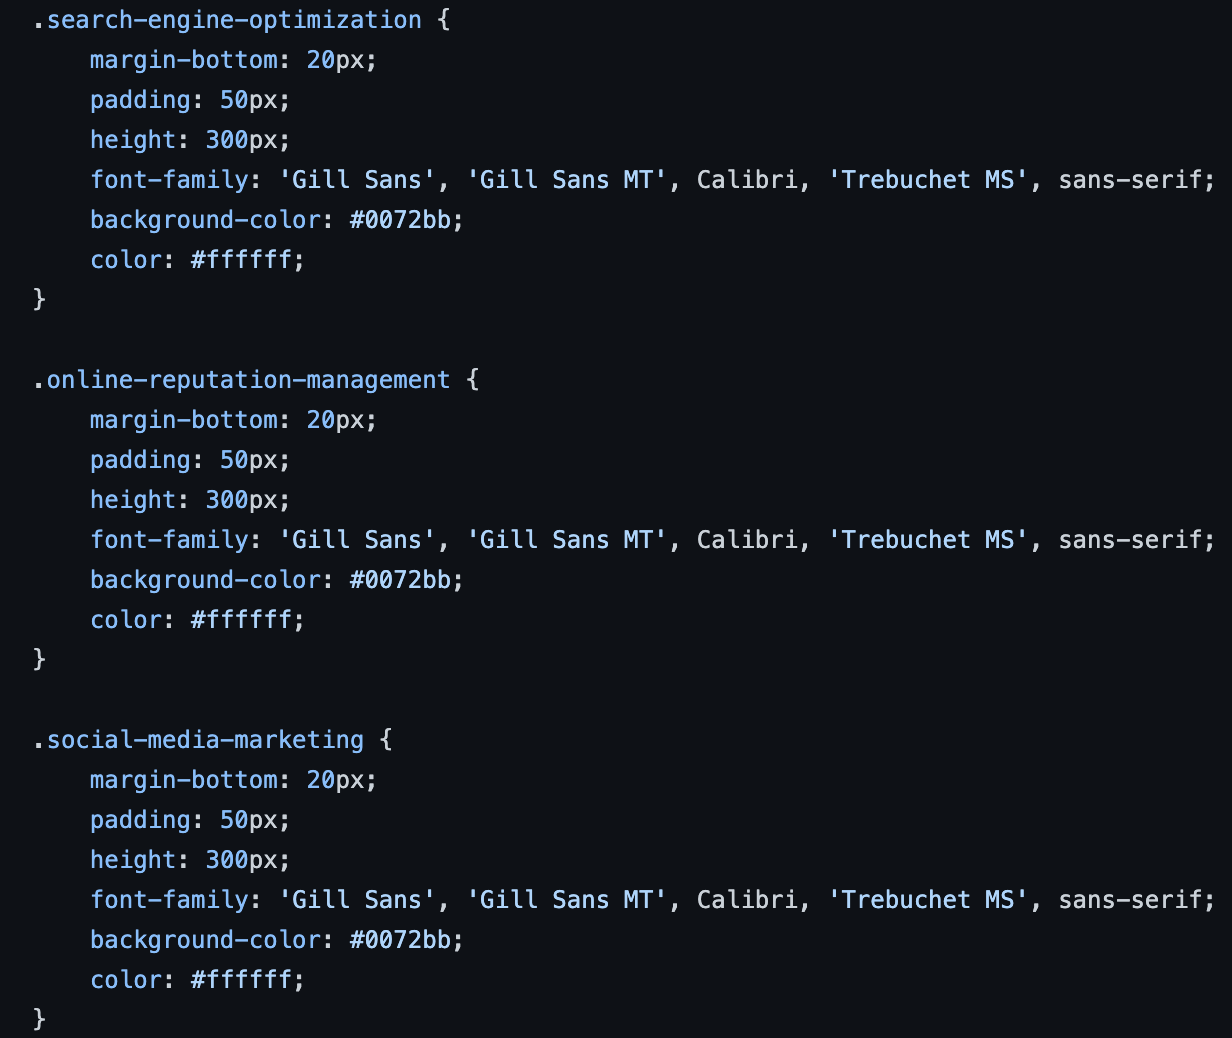 .search-engine-optimization {
    margin-bottom: 20px;
    padding: 50px;
    height: 300px;
    font-family: 'Gill Sans', 'Gill Sans MT', Calibri, 'Trebuchet MS', sans-serif;
    background-color: #0072bb;
    color: #ffffff;
}

.online-reputation-management {
    margin-bottom: 20px;
    padding: 50px;
    height: 300px;
    font-family: 'Gill Sans', 'Gill Sans MT', Calibri, 'Trebuchet MS', sans-serif;
    background-color: #0072bb;
    color: #ffffff;
}

.social-media-marketing {
    margin-bottom: 20px;
    padding: 50px;
    height: 300px;
    font-family: 'Gill Sans', 'Gill Sans MT', Calibri, 'Trebuchet MS', sans-serif;
    background-color: #0072bb;
    color: #ffffff;
}